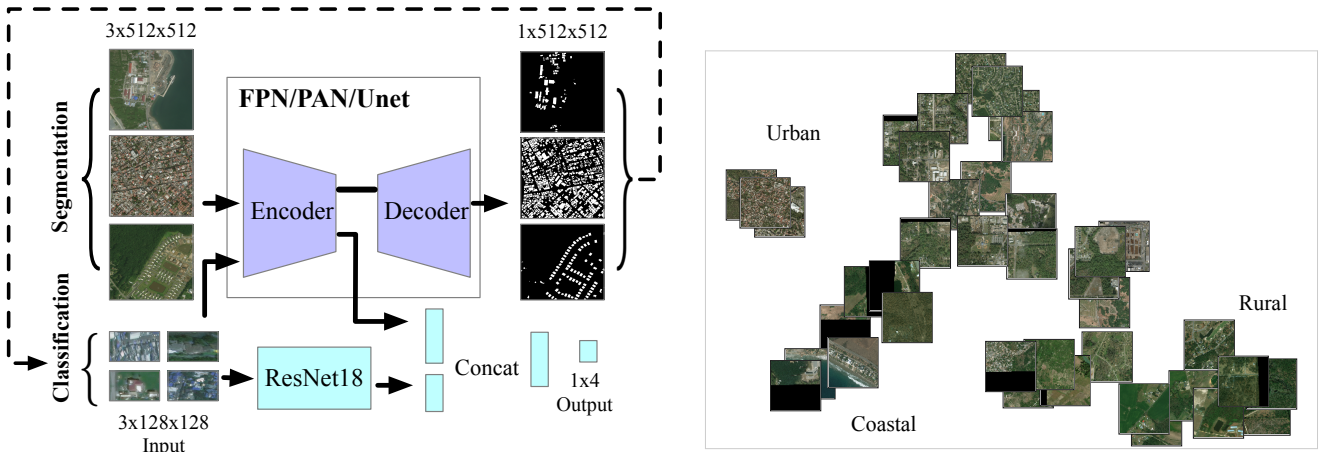 3x512x512
1x512x512
FPN/PAN/Unet
Segmentation
Encoder
Decoder
Classification
ResNet18
Concat
1x4
Output
3x128x128
Input
Urban
Rural
Coastal